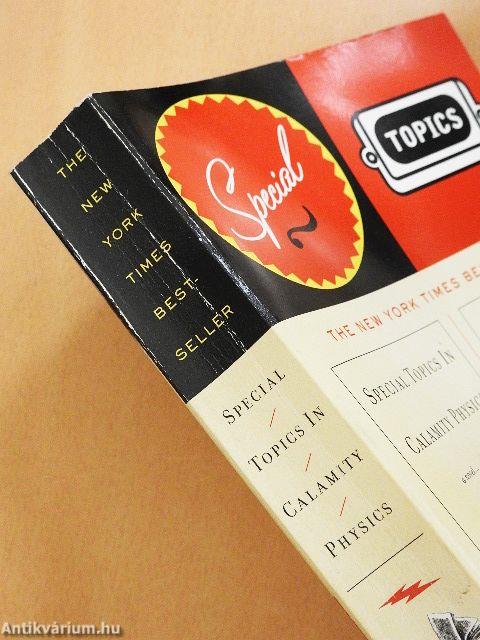 THE
NEW
YORK
TIMES
BEST-
SELLER
SPECIAL
TOPICS IN
CALAMITY
PHYSICS
Special
TOPICS
THE NEW YORK TIMES BE
SPECIAL TOPICS IN
CALAMITY PHYSIC
Antikvárium.hu